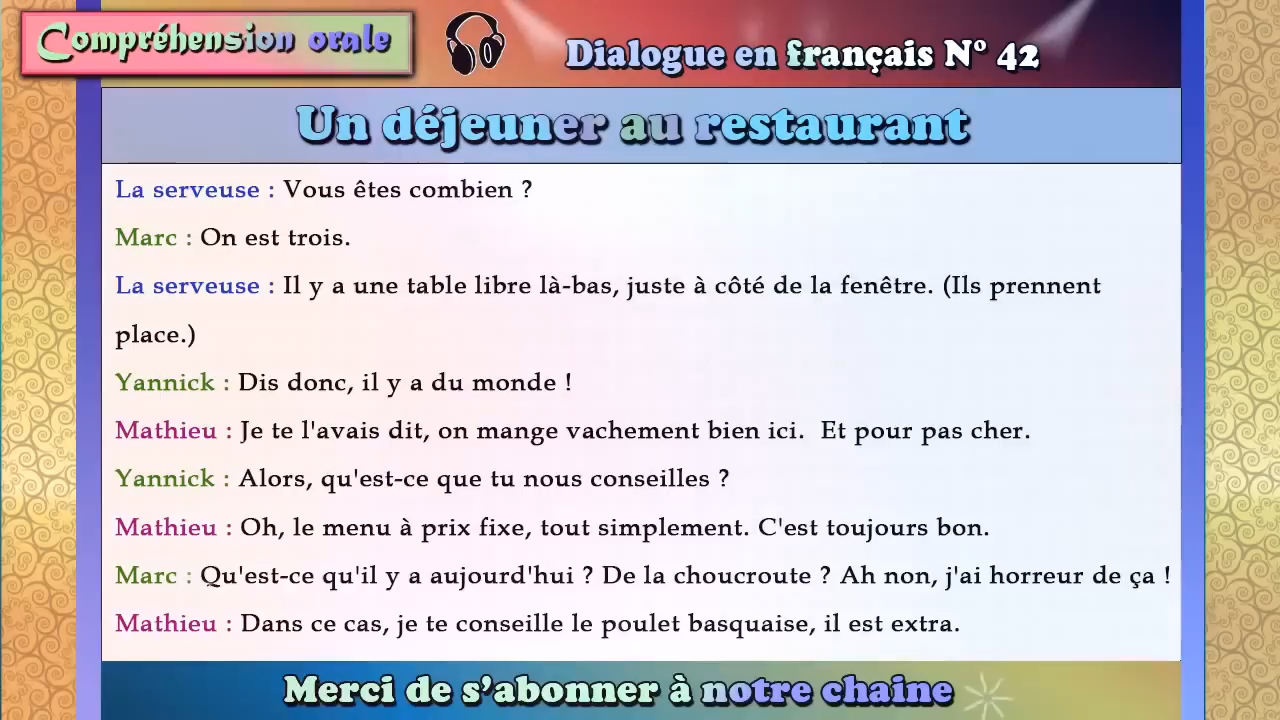 Compréhension orale
Dialogue en français N° 42
Un déjeuner au restaurant
La serveuse : Vous êtes combien ?
Marc : On est trois.
La serveuse : Il y a une table libre là-bas, juste à côté de la fenêtre. (Ils prennent
place.)
Yannick : Dis donc, il y a du monde !
Mathieu : Je te l'avais dit, on mange vachement bien ici.  Et pour pas cher.
Yannick : Alors, qu'est-ce que tu nous conseilles ?
Mathieu : Oh, le menu à prix fixe, tout simplement. C'est toujours bon.
Marc : Qu'est-ce qu'il y a aujourd'hui ? De la choucroute ? Ah non, j'ai horreur de ça !
Mathieu : Dans ce cas, je te conseille le poulet basquaise, il est extra.
Merci de s’abonner à notre chaine